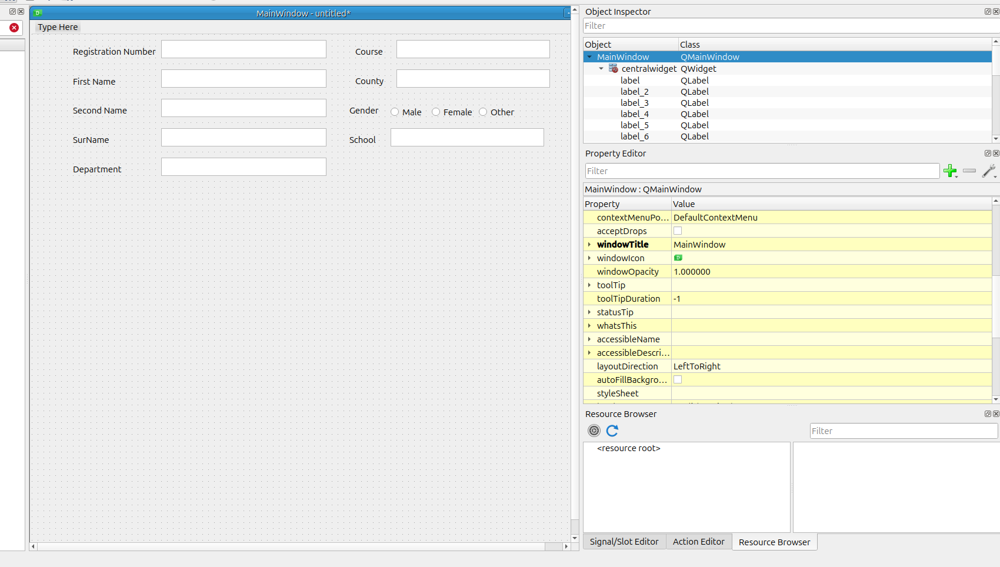 MainWindow - untitled*
Type Here
Registration Number
Course
First Name
County
Second Name
Gender
Male
Female
Other
SurName
School
Department
Object Inspector
Filter
Object Class
MainWindow QMainWindow
centralwidget QWidget
label QLabel
label_2 QLabel
label_3 QLabel
label_4 QLabel
label_5 QLabel
label_6 QLabel
Property Editor
Filter
MainWindow : QMainWindow
Property Value
contextMenuPo... DefaultContextMenu
acceptDrops
windowTitle MainWindow
windowIcon D
windowOpacity 1.000000
toolTip
toolTipDuration -1
statusTip
whatsThis
accessibleName
accessibleDescri...
layoutDirection LeftToRight
autoFillBackgro...
styleSheet
Resource Browser
Filter
<resource root>
Signal/Slot Editor
Action Editor
Resource Browser